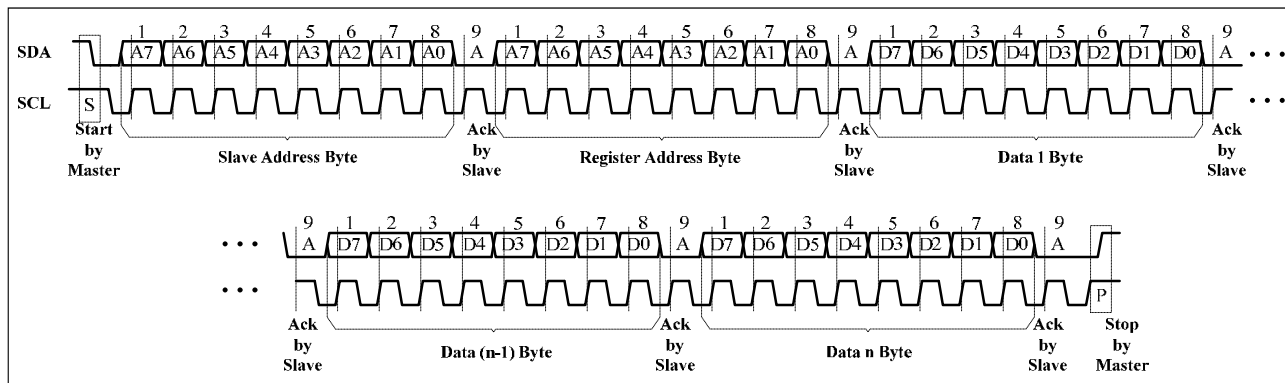 1 2 3 4 5 6 7 8 9 1 2 3 4 5 6 7 8 9 1 2 3 4 5 6 7 8 9
SDA A7 A6 A5 A4 A3 A2 A1 A0 A A7 A6 A5 A4 A3 A2 A1 A0 A D7 D6 D5 D4 D3 D2 D1 D0 A • • •
SCL S • • •
Start by Master
Slave Address Byte
Ack by Slave
Register Address Byte
Ack by Slave
Data 1 Byte
Ack by Slave
9 1 2 3 4 5 6 7 8 9 1 2 3 4 5 6 7 8 9
• • • A D7 D6 D5 D4 D3 D2 D1 D0 A D7 D6 D5 D4 D3 D2 D1 D0 A
• • • P
Ack by Slave
Data (n-1) Byte
Ack by Slave
Data n Byte
Ack by Slave
Stop by Master